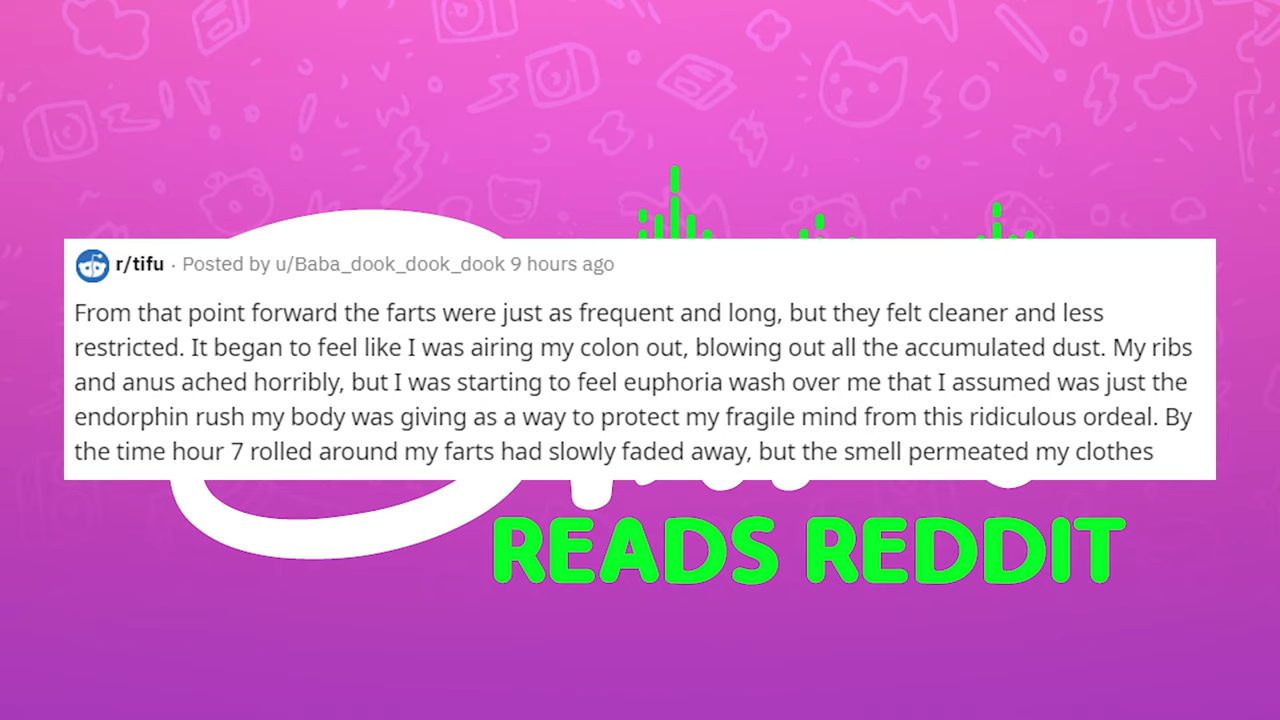 r/tifu · Posted by u/Baba_dook_dook_dook 9 hours ago
From that point forward the farts were just as frequent and long, but they felt cleaner and less
restricted. It began to feel like I was airing my colon out, blowing out all the accumulated dust. My ribs
and anus ached horribly, but I was starting to feel euphoria wash over me that I assumed was just the
endorphin rush my body was giving as a way to protect my fragile mind from this ridiculous ordeal. By
the time hour 7 rolled around my farts had slowly faded away, but the smell permeated my clothes
READS REDDIT